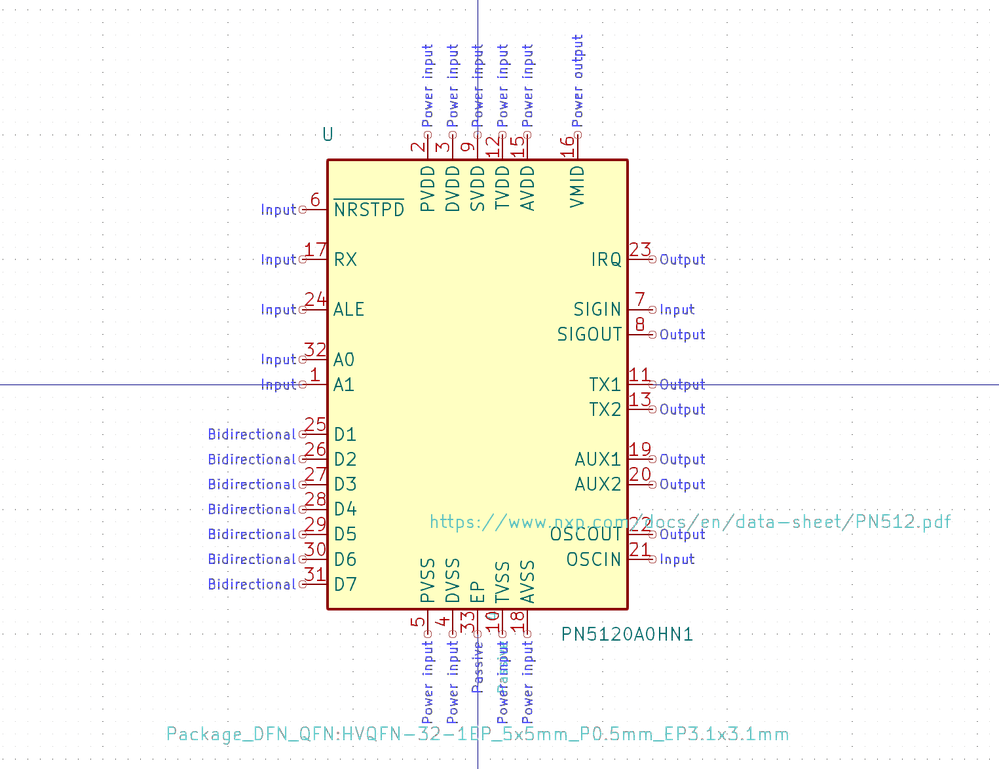 Power input
Power input
Power input
Power input
Power input
Power output
U
2
3
9
12
15
16
PVDD
DVDD
SVDD
TVDD
AVDD
VMID
Input 6 NRSTPD
Input 17 RX
IRQ 23 Output
Input 24 ALE
SIGIN 7 Input
SIGOUT 8 Output
Input 32 A0
Input 1 A1
TX1 11 Output
TX2 13 Output
Bidirectional 25 D1
Bidirectional 26 D2
AUX1 19 Output
Bidirectional 27 D3
AUX2 20 Output
Bidirectional 28 D4
https://www.nxp.com/docs/en/data-sheet/PN512.pdf
Bidirectional 29 D5
OSCOUT 22 Output
Bidirectional 30 D6
OSCIN 21 Input
Bidirectional 31 D7
PVSS
DVSS
EP
TVSS
AVSS
5
4
33
10
18
PN5120A0HN1
Power input
Power input
Passive
Power input
Power input
Package_DFN_QFN:HVQFN-32-1EP_5x5mm_P0.5mm_EP3.1x3.1mm